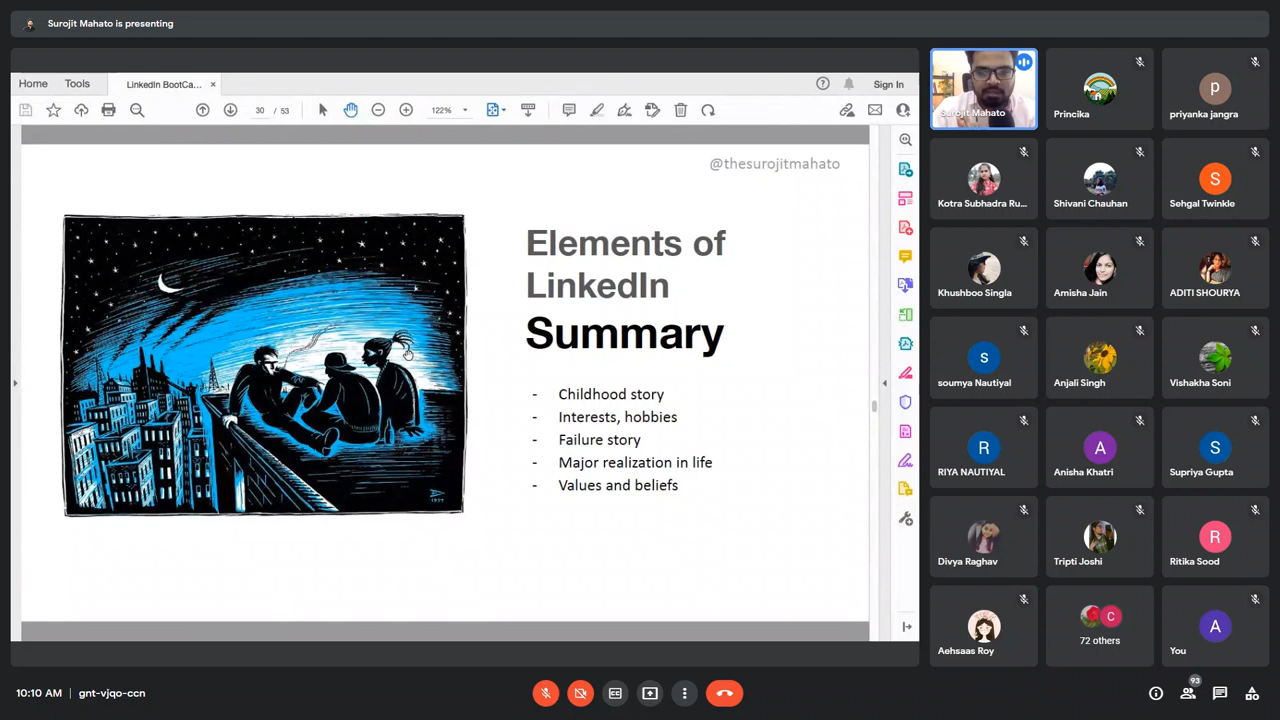 Surojit Mahato is presenting
Home Tools LinkedIn BootCa... × Sign In
30 / 53 122%
@thesurojitmahato
Elements of
LinkedIn
Summary
- Childhood story
- Interests, hobbies
- Failure story
- Major realization in life
- Values and beliefs
Surojit Mahato
Princika
p
priyanka jangra
Kotra Subhadra Ru...
Shivani Chauhan
S
Sehgal Twinkle
Khushboo Singla
Amisha Jain
ADITI SHOURYA
s
soumya Nautiyal
Anjali Singh
Vishakha Soni
R
RIYA NAUTIYAL
A
Anisha Khatri
S
Supriya Gupta
Divya Raghav
Tripti Joshi
R
Ritika Sood
Aehsaas Roy
C
72 others
A
You
10:10 AM | gnt-vjqo-ccn
93